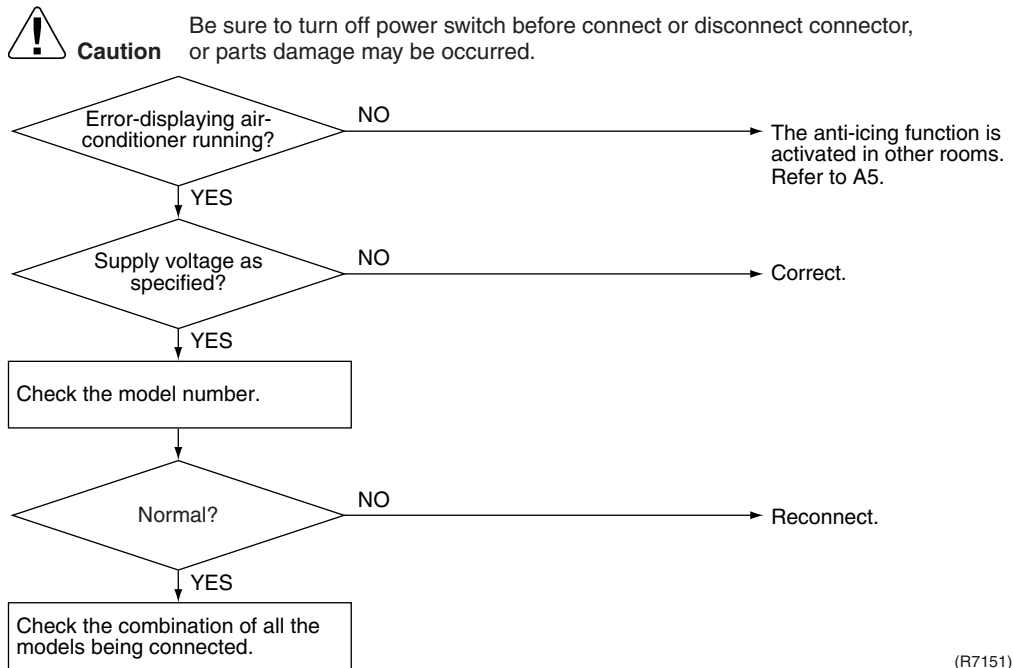 Be sure to turn off power switch before connect or disconnect connector,
Caution or parts damage may be occurred.
Error-displaying air-
conditioner running?
NO
The anti-icing function is
activated in other rooms.
Refer to A5.
YES
Supply voltage as
specified?
NO
Correct.
YES
Check the model number.
Normal?
NO
Reconnect.
YES
Check the combination of all the
models being connected.
(R7151)